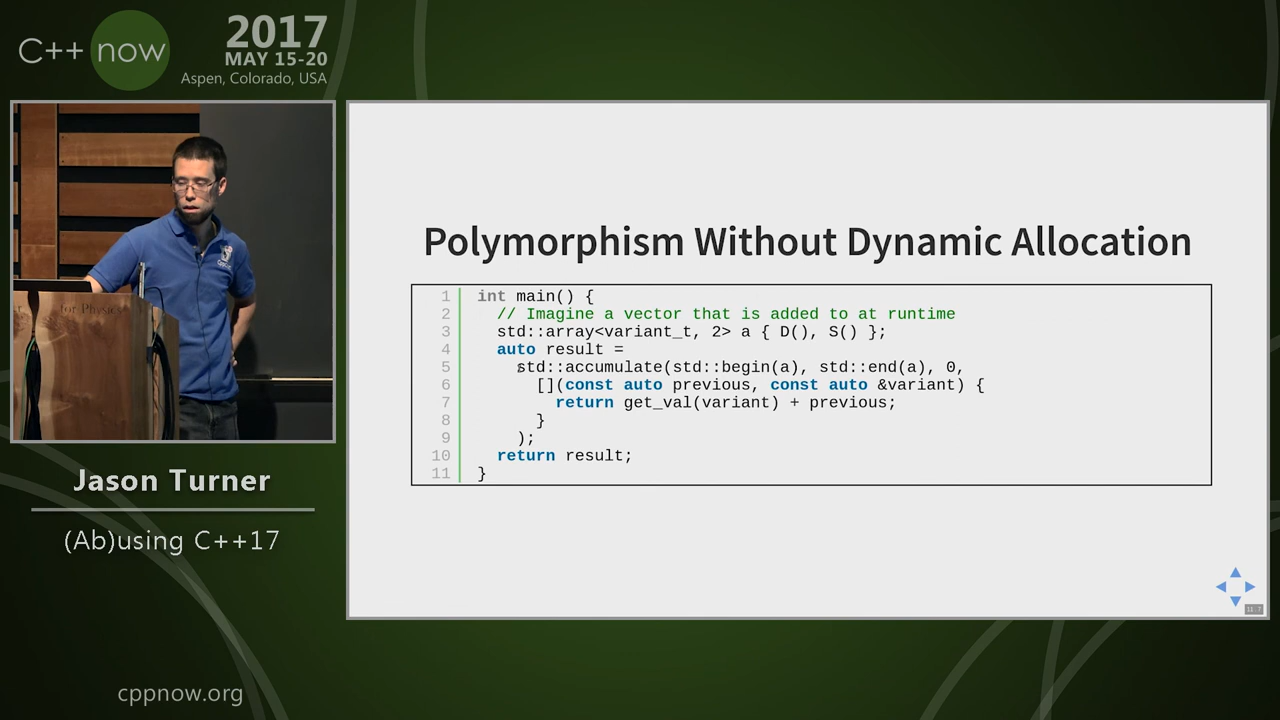 C++ now
2017
MAY 15-20
Aspen, Colorado, USA
for Physics
Jason Turner
(Ab)using C++17
cppnow.org
Polymorphism Without Dynamic Allocation
1 int main() {
2 // Imagine a vector that is added to at runtime
3 std::array<variant_t, 2> a { D(), S() };
4 auto result =
5 std::accumulate(std::begin(a), std::end(a), 0,
6 [](const auto previous, const auto &variant) {
7 return get_val(variant) + previous;
8 }
9 );
10 return result;
11 }